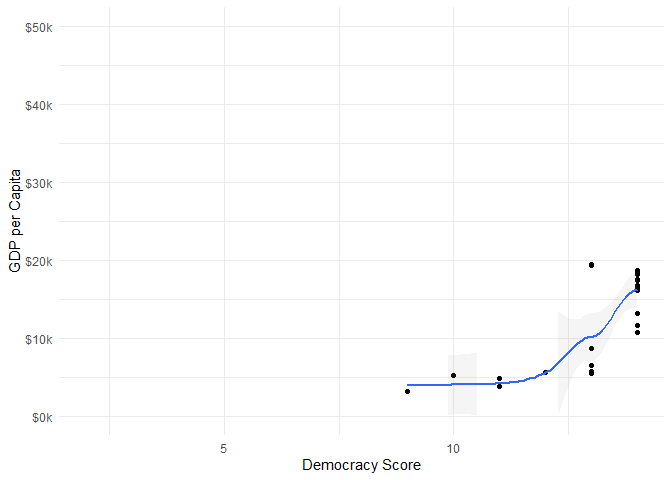 $50k
$40k
$30k
$20k
$10k
$0k
GDP per Capita
5
10
Democracy Score